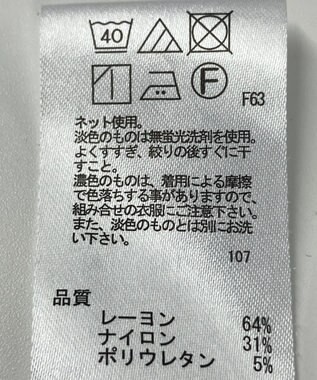 40
F
F63
ネット使用。
淡色のものは無蛍光洗剤を使用。
よくすすぎ、絞りの後すぐに干
すこと。
濃色のものは、着用による摩擦
で色落ちする事がありますので、
組み合せの衣服にご注意下さい。
また、淡色のものとは別にお洗
い下さい。
107
品質
レーヨン 64%
ナイロン 31%
ポリウレタン 5%